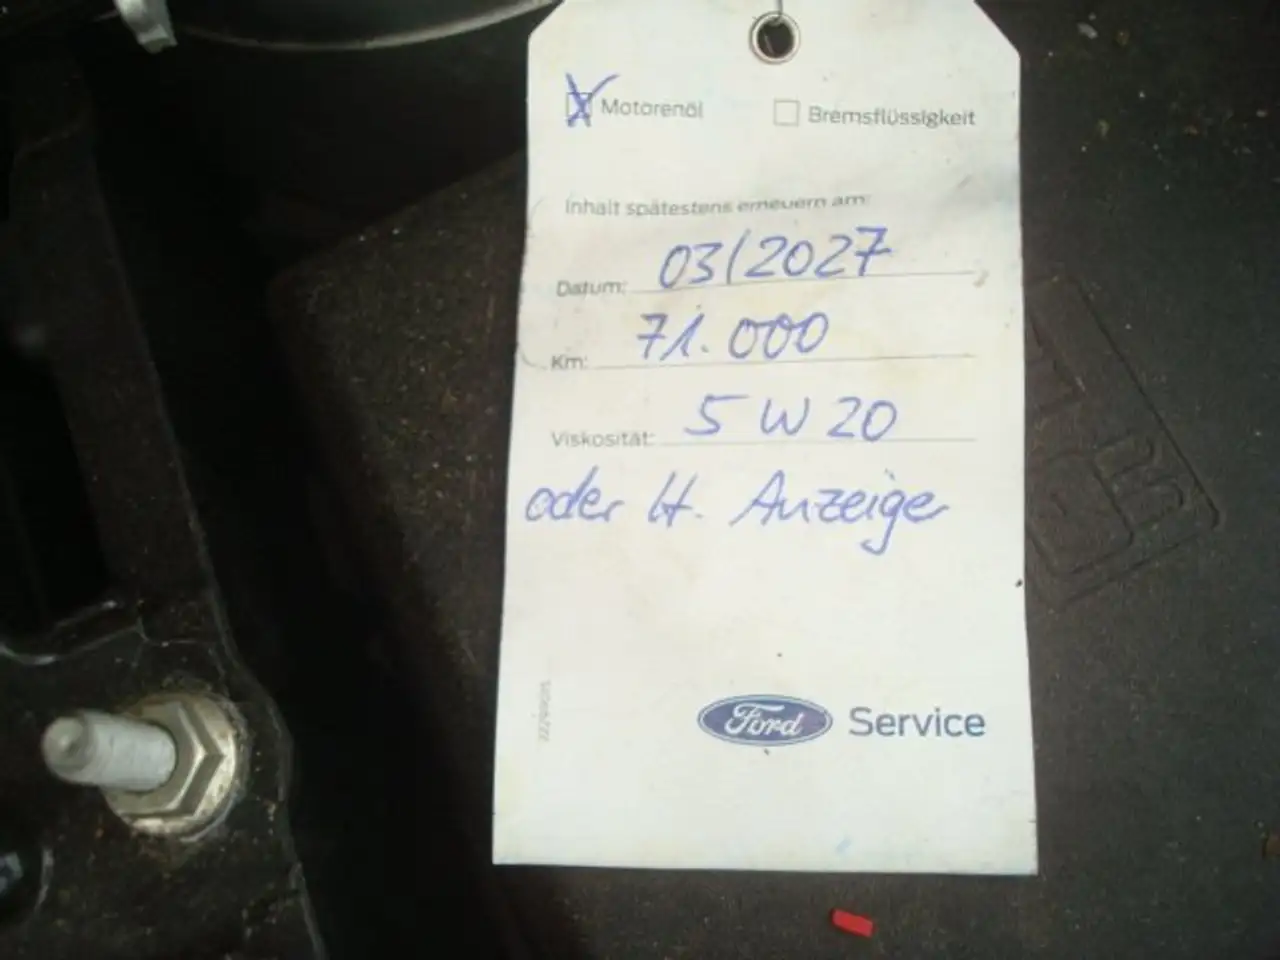 Motorenöl Bremsflüssigkeit
Inhalt spätestens erneuern am:
Datum: 03/2027
Km: 71.000
Viskosität: 5 W 20
oder lt. Anzeige
Ford Service